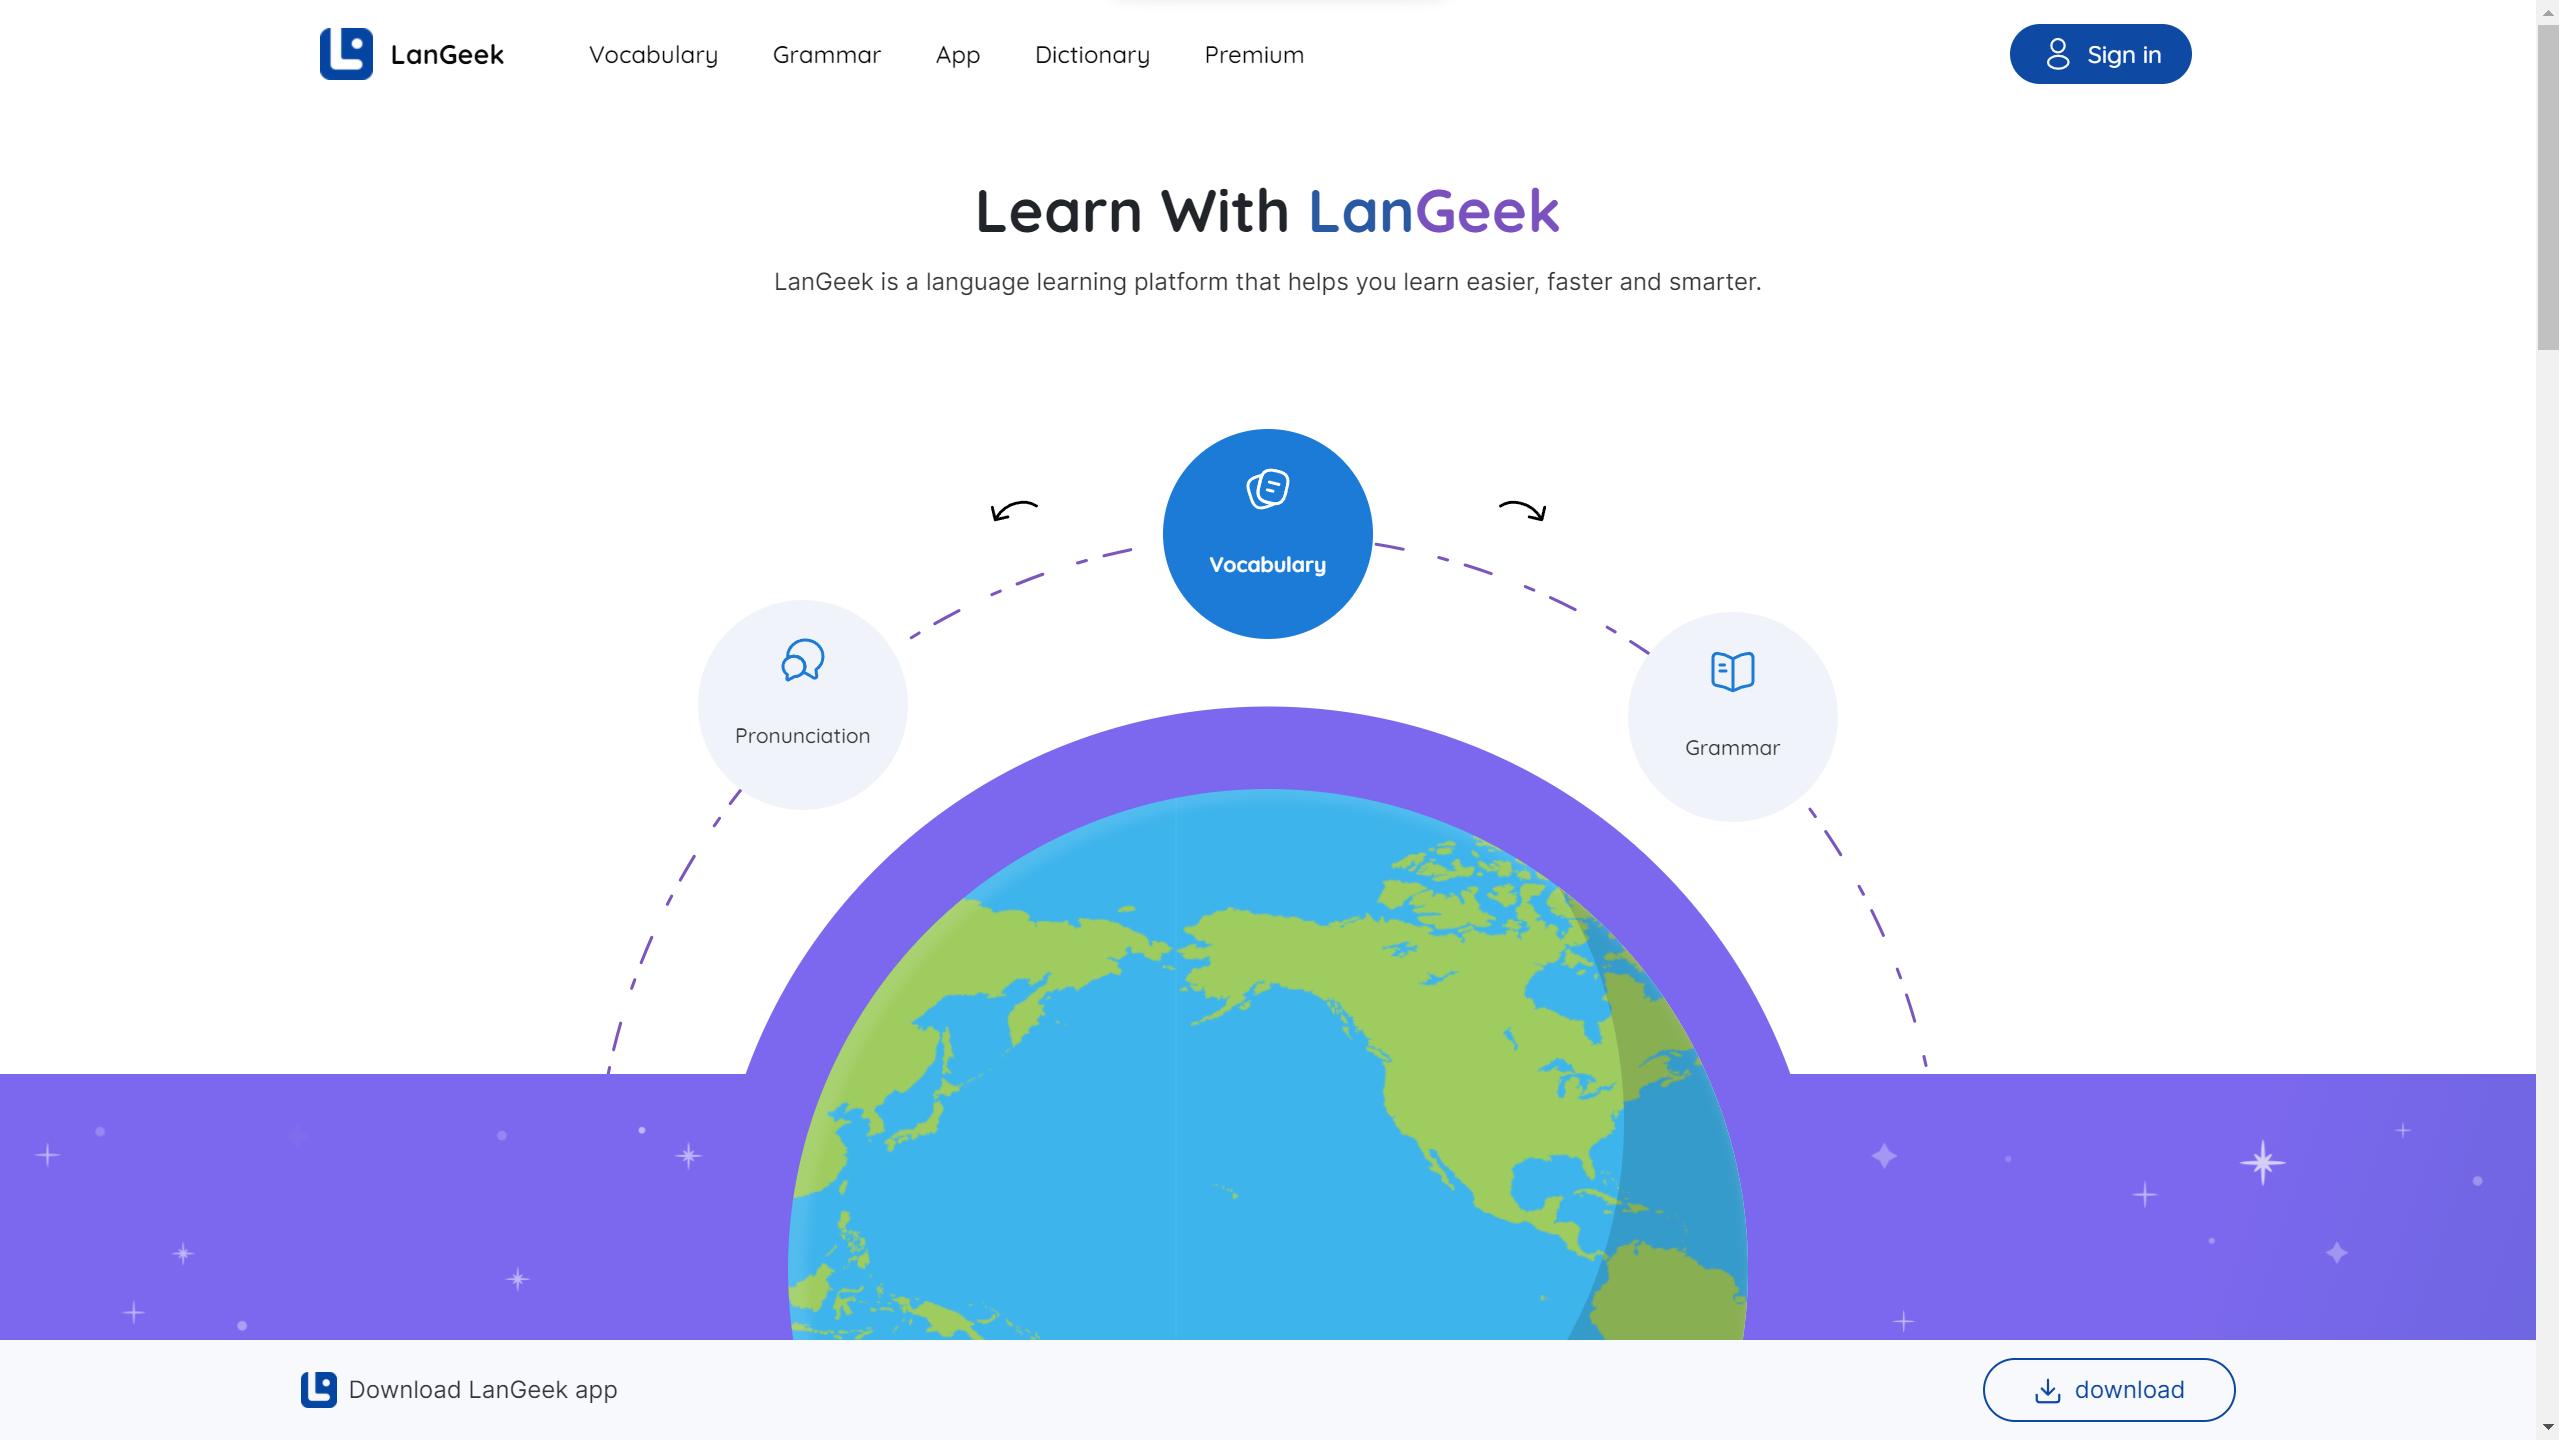 LanGeek
Vocabulary
Grammar
App
Dictionary
Premium
Sign in
Learn With LanGeek
LanGeek is a language learning platform that helps you learn easier, faster and smarter.
Vocabulary
Pronunciation
Grammar
Download LanGeek app
download